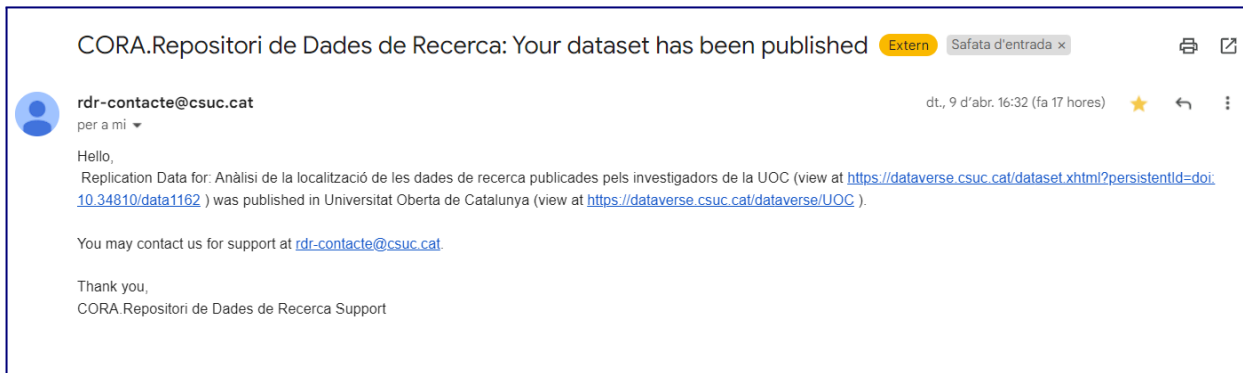 CORA.Repositori de Dades de Recerca: Your dataset has been published Extern Safata d'entrada ×
rdr-contacte@csuc.cat dt., 9 d'abr. 16:32 (fa 17 hores)
per a mi
Hello,
Replication Data for: Anàlisi de la localització de les dades de recerca publicades pels investigadors de la UOC (view at https://dataverse.csuc.cat/dataset.xhtml?persistentId=doi:
10.34810/data1162 ) was published in Universitat Oberta de Catalunya (view at https://dataverse.csuc.cat/dataverse/UOC ).
You may contact us for support at rdr-contacte@csuc.cat.
Thank you,
CORA.Repositori de Dades de Recerca Support